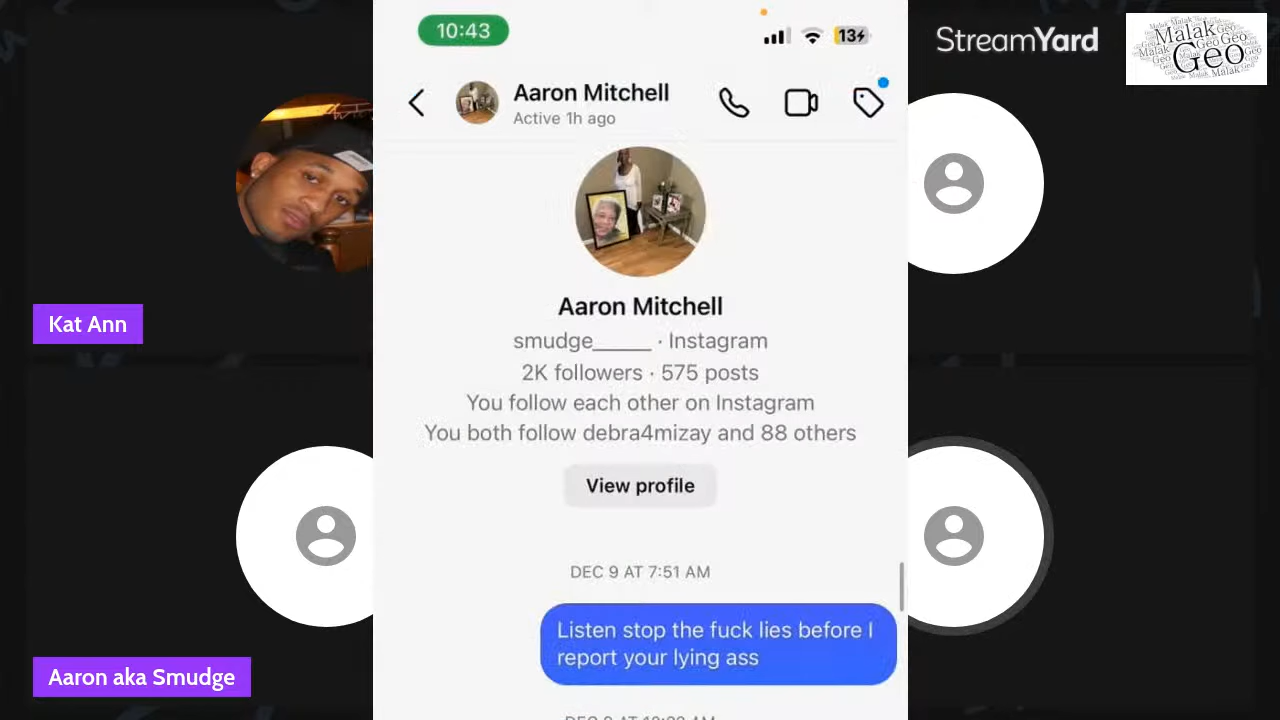 10:43
13
StreamYard
Malak
Geo
Aaron Mitchell
Active 1h ago
Aaron Mitchell
smudge______ · Instagram
2K followers · 575 posts
You follow each other on Instagram
You both follow debra4mizay and 88 others
View profile
Kat Ann
DEC 9 AT 7:51 AM
Listen stop the fuck lies before I
report your lying ass
Aaron aka Smudge